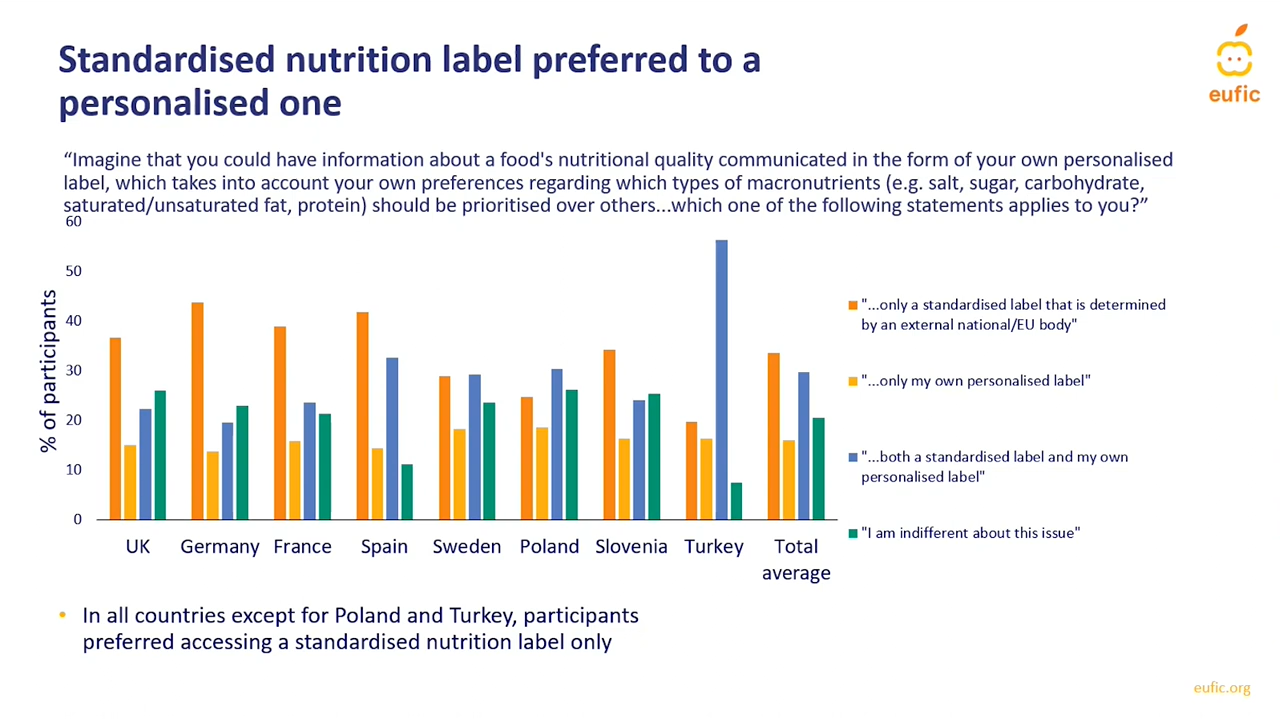 Standardised nutrition label preferred to a
personalised one
eufic
“Imagine that you could have information about a food's nutritional quality communicated in the form of your own personalised
label, which takes into account your own preferences regarding which types of macronutrients (e.g. salt, sugar, carbohydrate,
saturated/unsaturated fat, protein) should be prioritised over others...which one of the following statements applies to you?”
% of participants
60
50
40
30
20
10
0
UK
Germany
France
Spain
Sweden
Poland
Slovenia
Turkey
Total
average
"...only a standardised label that is determined
by an external national/EU body"
"...only my own personalised label"
"...both a standardised label and my own
personalised label"
"I am indifferent about this issue"
• In all countries except for Poland and Turkey, participants
preferred accessing a standardised nutrition label only
eufic.org